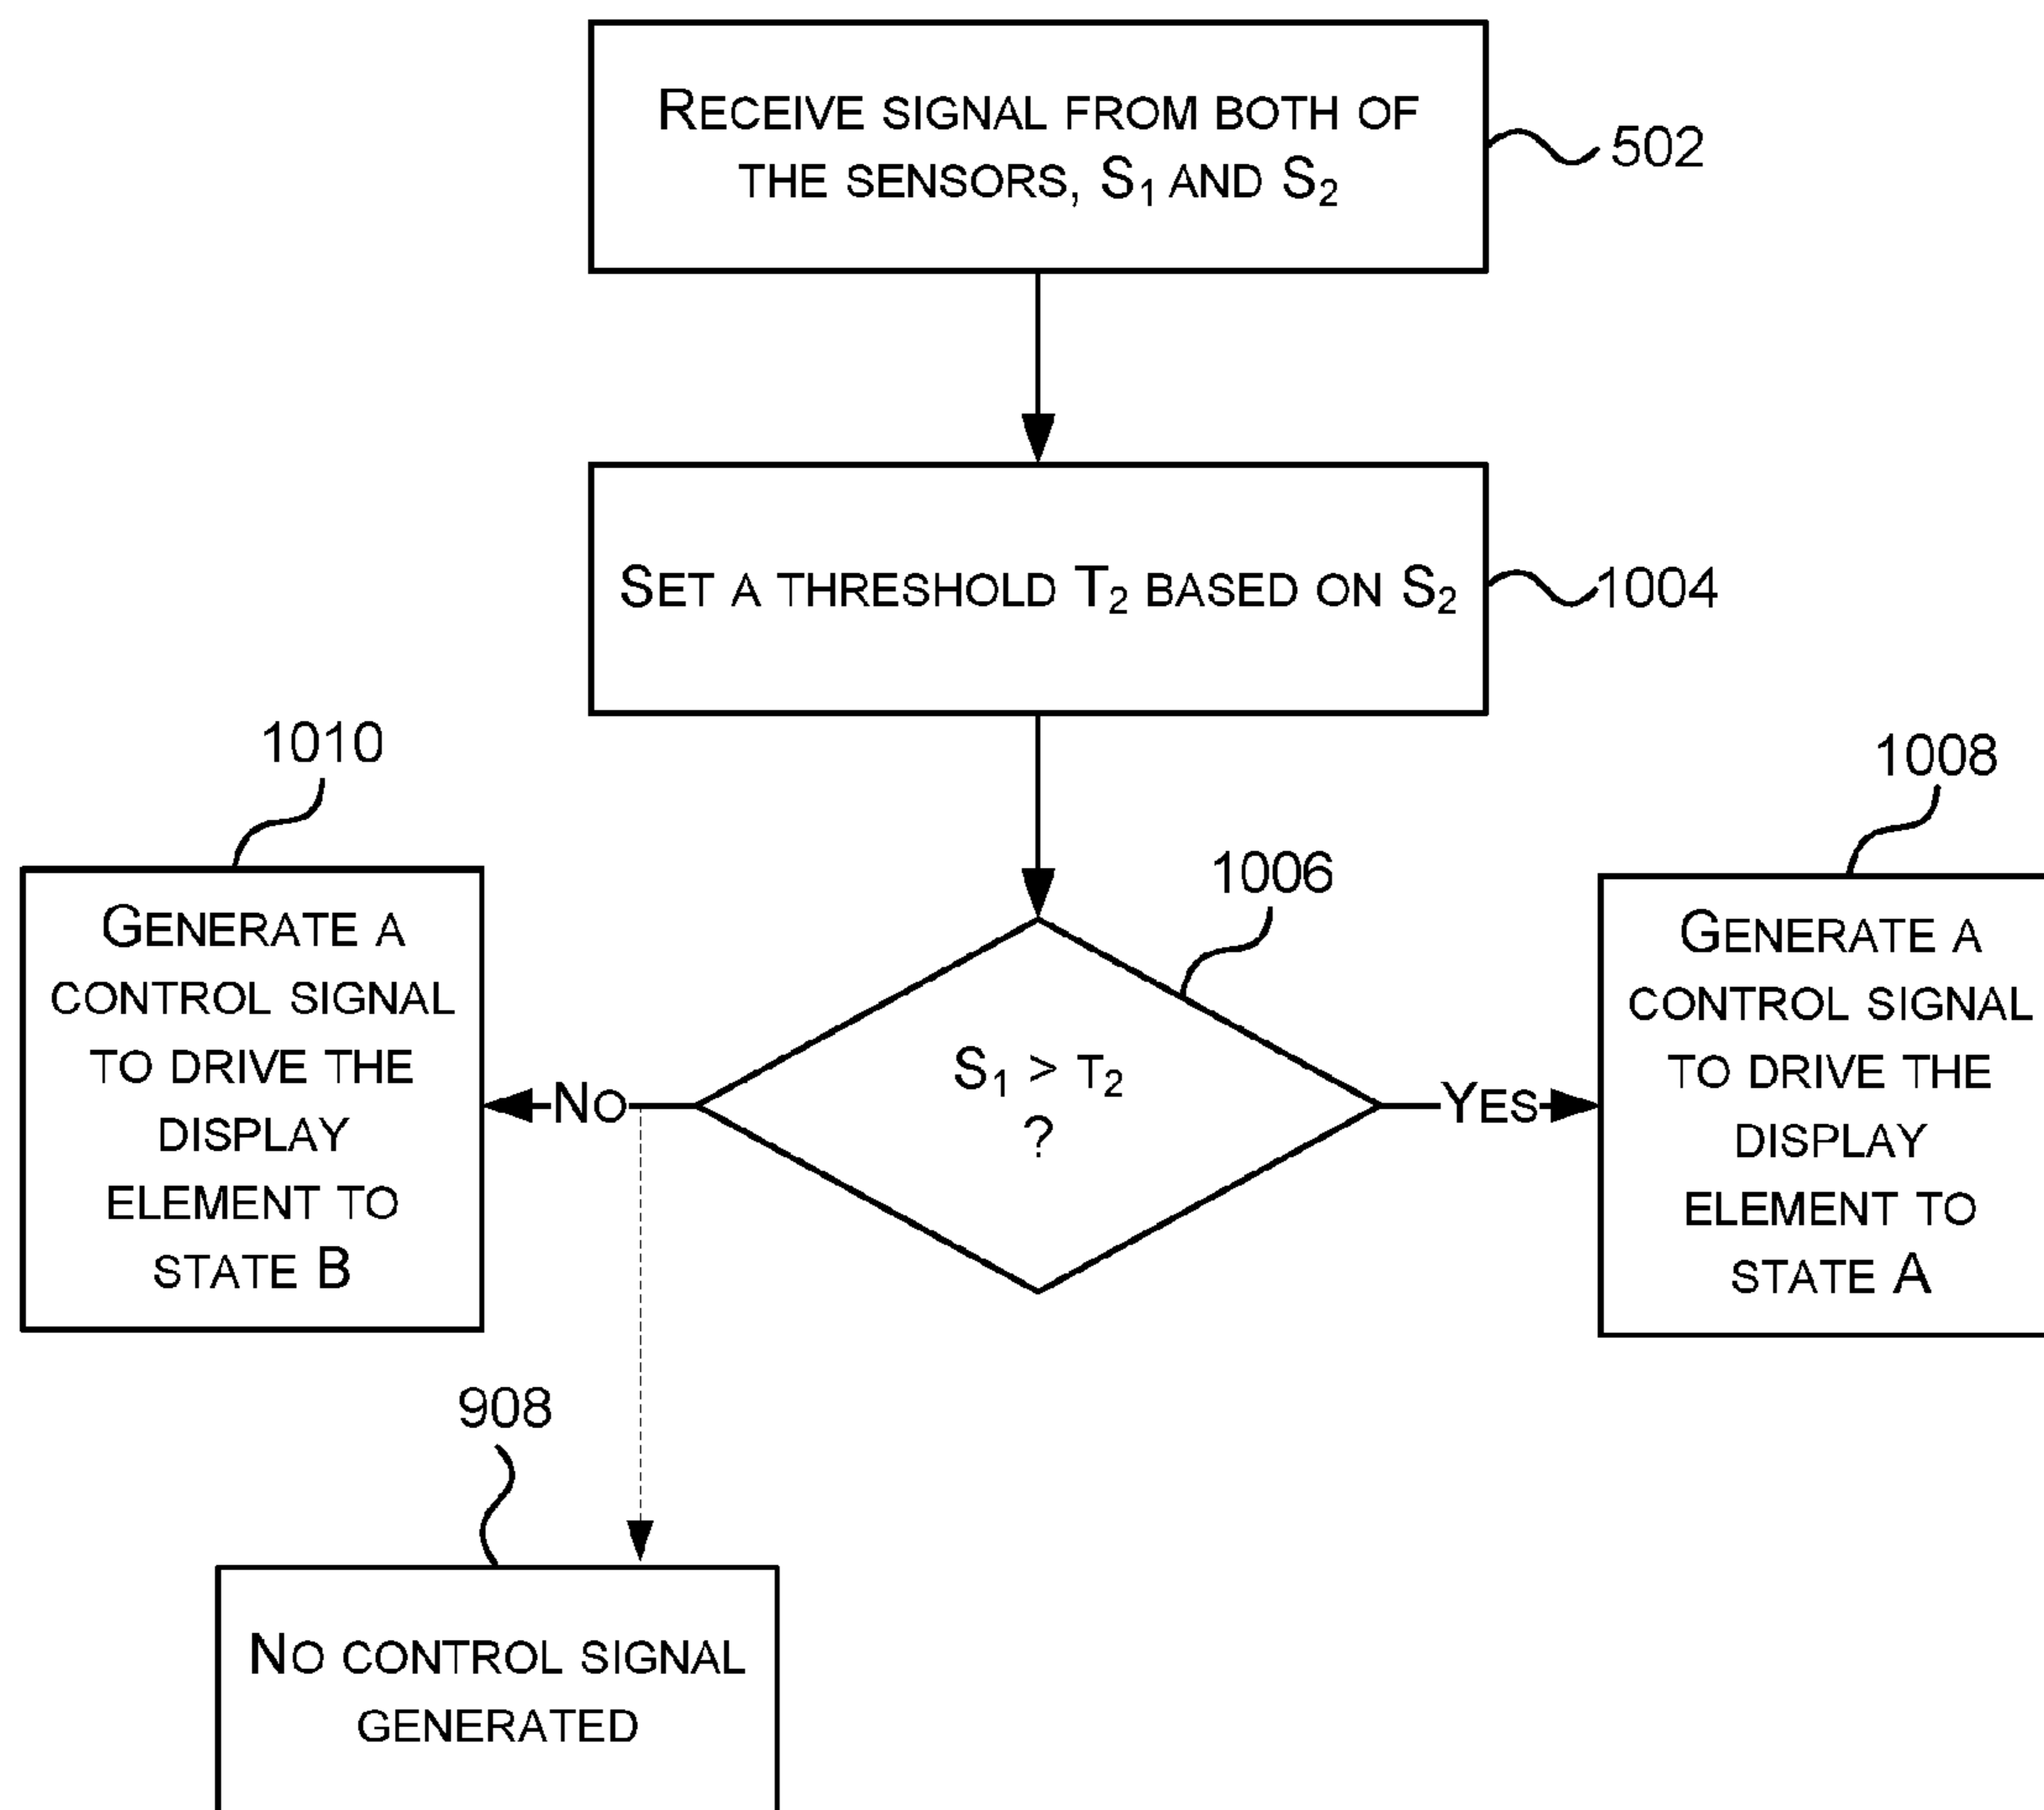 RECEIVE SIGNAL FROM BOTH OF
THE SENSORS, S₁ AND S₂
502
SET A THRESHOLD T₂ BASED ON S₂
1004
1010
1008
1006
GENERATE A
CONTROL SIGNAL
TO DRIVE THE
DISPLAY
ELEMENT TO
STATE B
NO
S₁ > T₂
?
YES
GENERATE A
CONTROL SIGNAL
TO DRIVE THE
DISPLAY
ELEMENT TO
STATE A
908
NO CONTROL SIGNAL
GENERATED